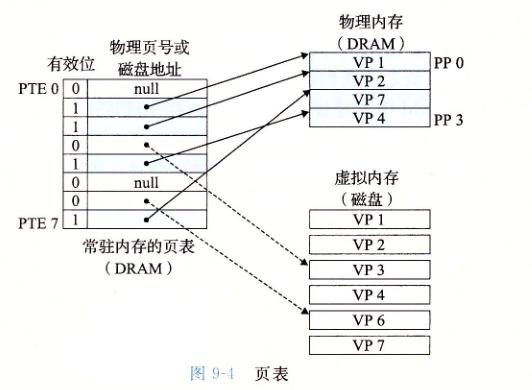 物理页号或
磁盘地址
有效位
PTE 0
0
null
1
1
0
1
0
null
0
PTE 7
1
常驻内存的页表
（DRAM）
物理内存
（DRAM）
VP 1
PP 0
VP 2
VP 7
VP 4
PP 3
虚拟内存
（磁盘）
VP 1
VP 2
VP 3
VP 4
VP 6
VP 7
图 9-4 页表